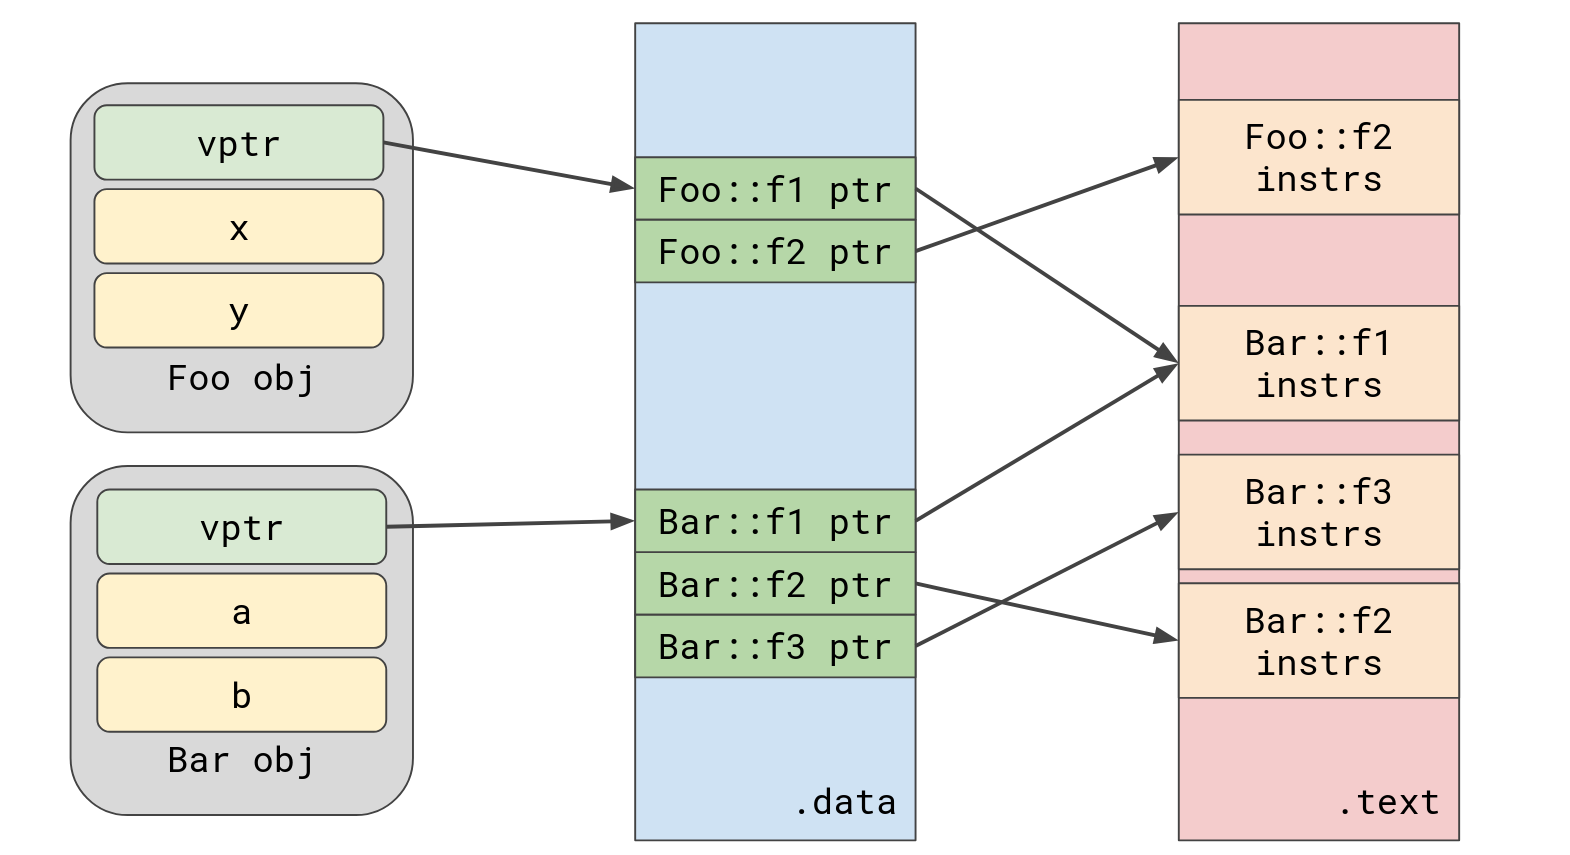 vptr
x
y
Foo obj
vptr
a
b
Bar obj
Foo::f1 ptr
Foo::f2 ptr
Bar::f1 ptr
Bar::f2 ptr
Bar::f3 ptr
.data
Foo::f2
instrs
Bar::f1
instrs
Bar::f3
instrs
Bar::f2
instrs
.text